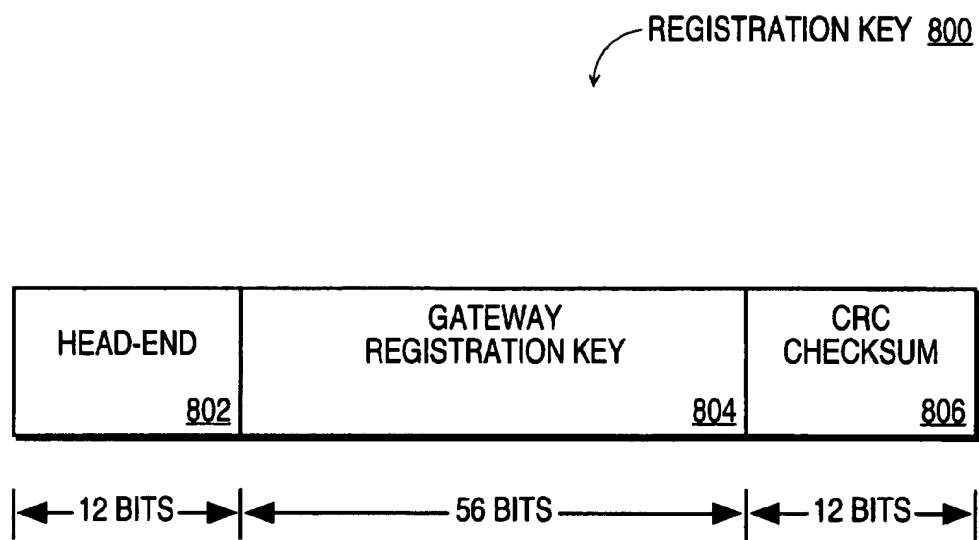 REGISTRATION KEY 800
HEAD-END
802
GATEWAY
REGISTRATION KEY
804
CRC
CHECKSUM
806
12 BITS
56 BITS
12 BITS